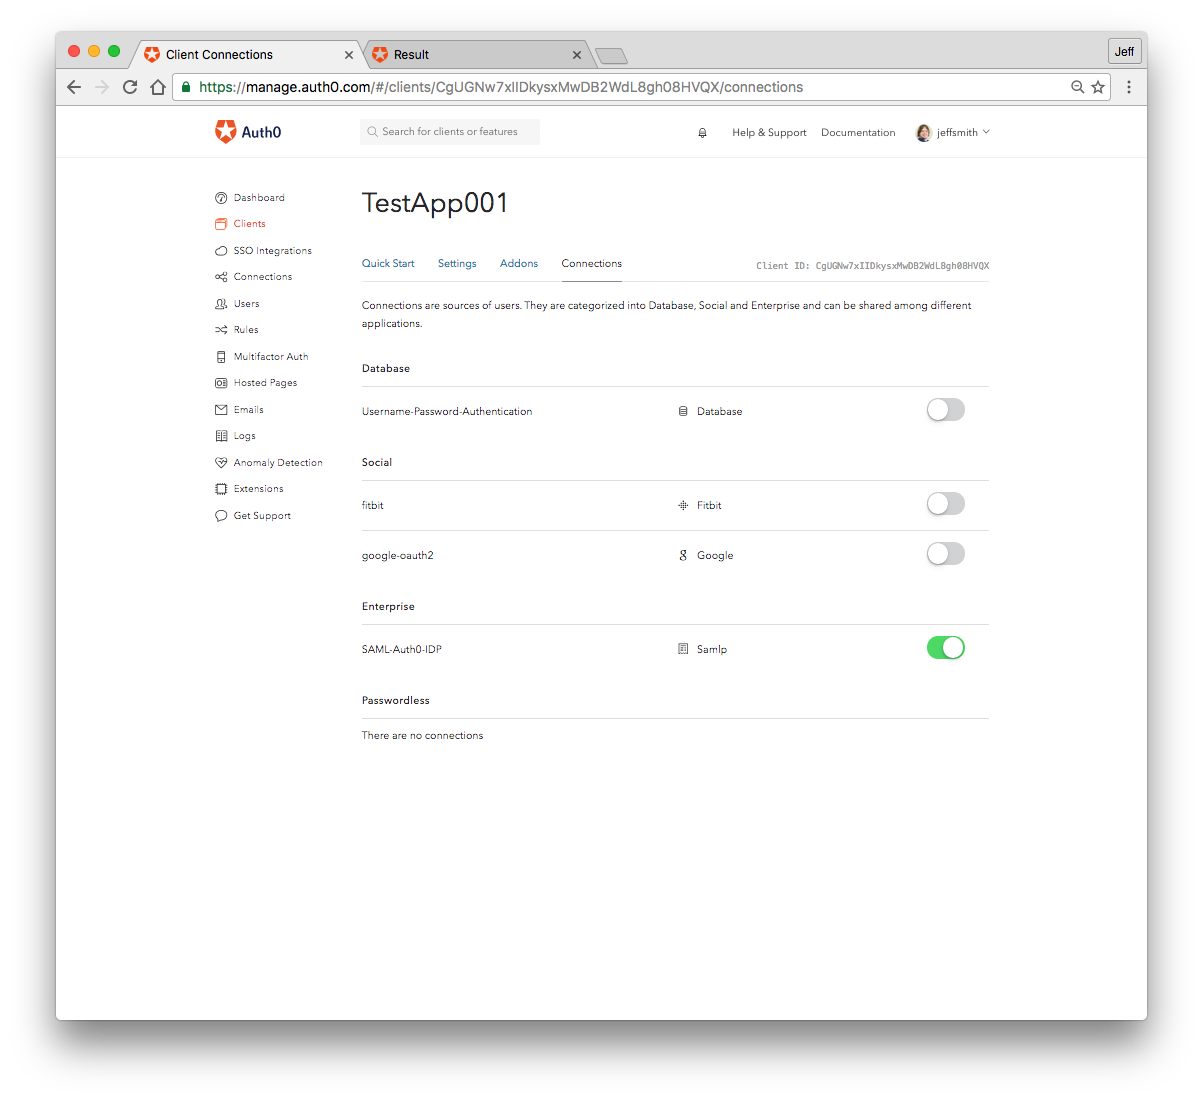 Client Connections
Result
Jeff
https://manage.auth0.com/#/clients/CgUGNw7xIIDkysxMwDB2WdL8gh08HVQX/connections
Auth0
Search for clients or features
Help & Support
Documentation
jeffsmith
Dashboard
Clients
SSO Integrations
Connections
Users
Rules
Multifactor Auth
Hosted Pages
Emails
Logs
Anomaly Detection
Extensions
Get Support
TestApp001
Quick Start
Settings
Addons
Connections
Client ID: CgUGNw7xIIDkysxMwDB2WdL8gh08HVQX
Connections are sources of users. They are categorized into Database, Social and Enterprise and can be shared among different
applications.
Database
Username-Password-Authentication
Database
Social
fitbit
Fitbit
google-oauth2
Google
Enterprise
SAML-Auth0-IDP
Samlp
Passwordless
There are no connections